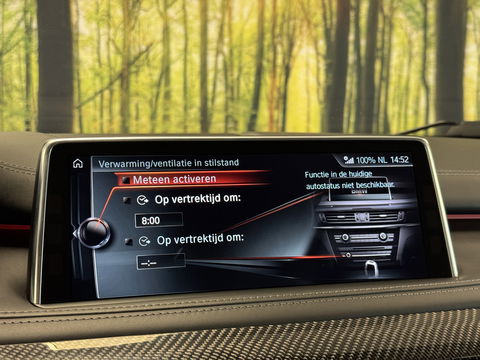 100% NL 14:52
Verwarming/ventilatie in stilstand
Meteen activeren
Functie in de huidige
autostatus niet beschikbaar.
Op vertrektijd om:
8:00
Op vertrektijd om:
--:--